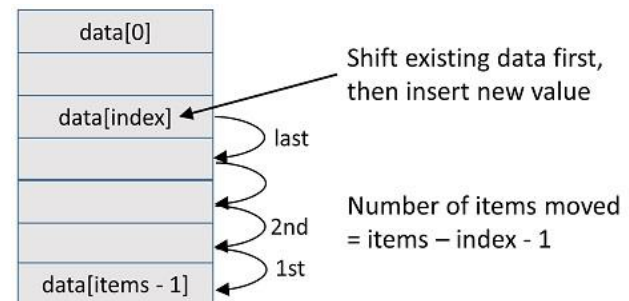 data[0]
Shift existing data first,
then insert new value
data[index]
last
Number of items moved
= items – index - 1
2nd
1st
data[items - 1]